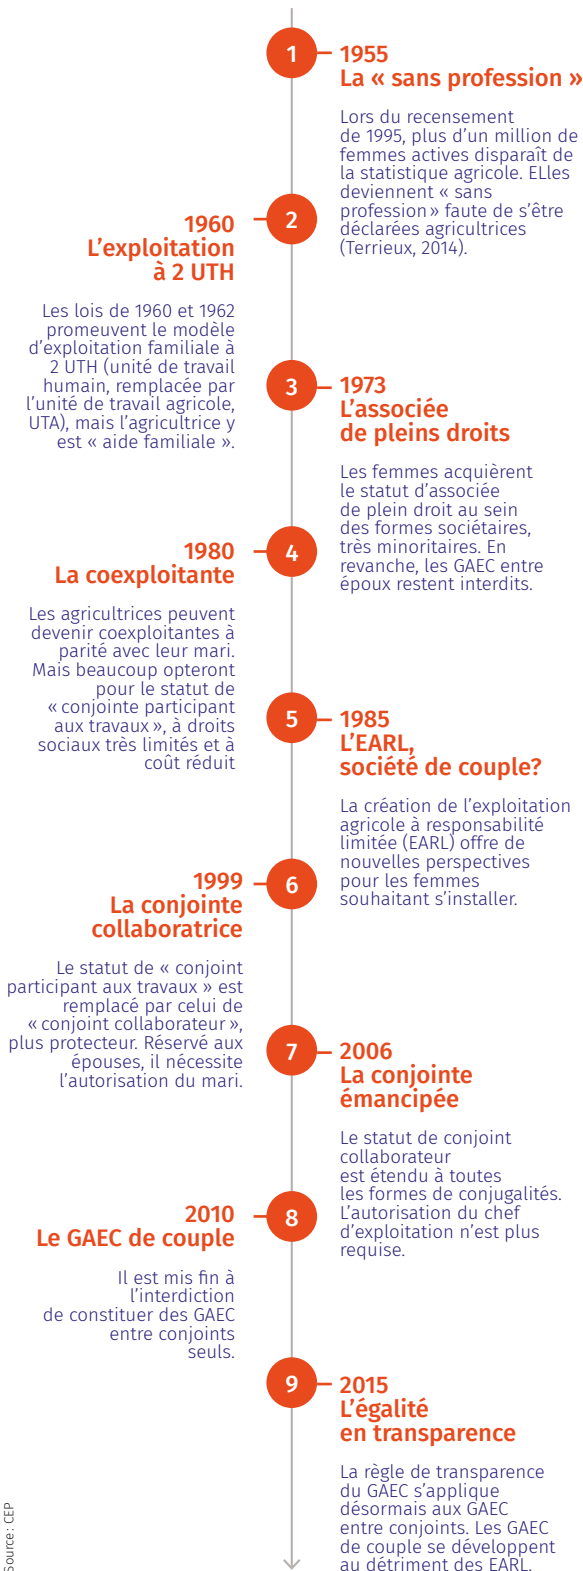 1
1955
La « sans profession »
Lors du recensement
de 1995, plus d’un million de
femmes actives disparaît de
la statistique agricole. ELles
deviennent « sans
profession » faute de s’être
déclarées agricultrices
(Terrieux, 2014).
2
1960
L’exploitation
à 2 UTH
Les lois de 1960 et 1962
promeuvent le modèle
d’exploitation familiale à
2 UTH (unité de travail
humain, remplacée par
l’unité de travail agricole,
UTA), mais l’agricultrice y
est « aide familiale ».
3
1973
L’associée
de pleins droits
Les femmes acquièrent
le statut d’associée
de plein droit au sein
des formes sociétaires,
très minoritaires. En
revanche, les GAEC entre
époux restent interdits.
4
1980
La coexploitante
Les agricultrices peuvent
devenir coexploitantes à
parité avec leur mari.
Mais beaucoup opteront
pour le statut de
« conjointe participant
aux travaux », à droits
sociaux très limités et à
coût réduit
5
1985
L’EARL,
société de couple?
La création de l’exploitation
agricole à responsabilité
limitée (EARL) offre de
nouvelles perspectives
pour les femmes
souhaitant s’installer.
6
1999
La conjointe
collaboratrice
Le statut de « conjoint
participant aux travaux » est
remplacé par celui de
« conjoint collaborateur »,
plus protecteur. Réservé aux
épouses, il nécessite
l’autorisation du mari.
7
2006
La conjointe
émancipée
Le statut de conjoint
collaborateur
est étendu à toutes
les formes de conjugalités.
L’autorisation du chef
d’exploitation n’est plus
requise.
8
2010
Le GAEC de couple
Il est mis fin à
l’interdiction
de constituer des GAEC
entre conjoints
seuls.
9
2015
L’égalité
en transparence
La règle de transparence
du GAEC s’applique
désormais aux GAEC
entre conjoints. Les GAEC
de couple se développent
au détriment des EARL.
Source : CEP